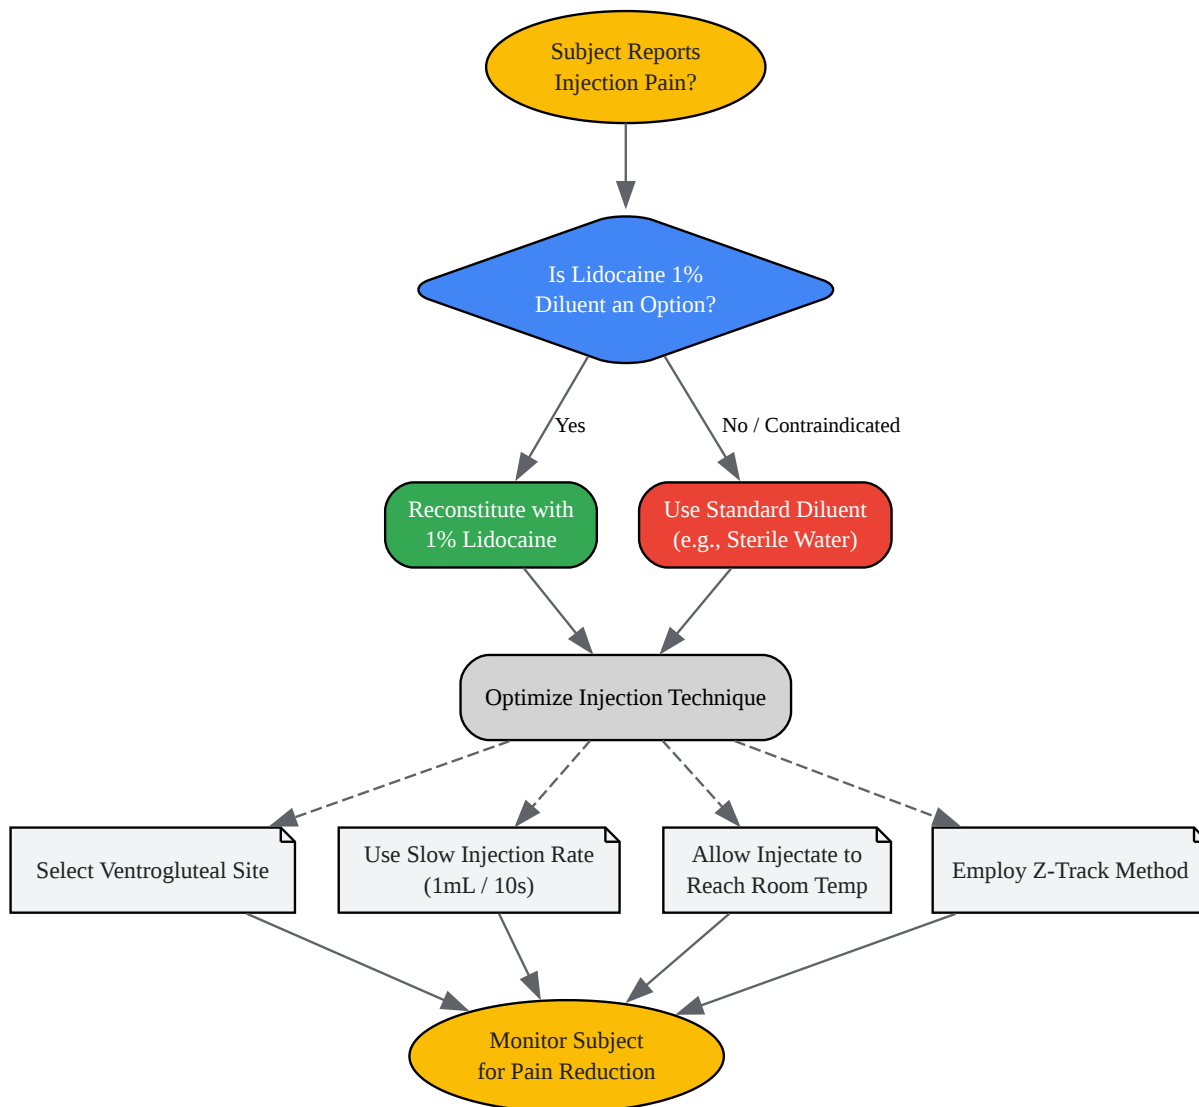 Subject Reports
Injection Pain?
Is Lidocaine 1%
Diluent an Option?
Yes
No / Contraindicated
Reconstitute with
1% Lidocaine
Use Standard Diluent
(e.g., Sterile Water)
Optimize Injection Technique
Select Ventrogluteal Site
Use Slow Injection Rate
(1mL / 10s)
Allow Injectate to
Reach Room Temp
Employ Z-Track Method
Monitor Subject
for Pain Reduction